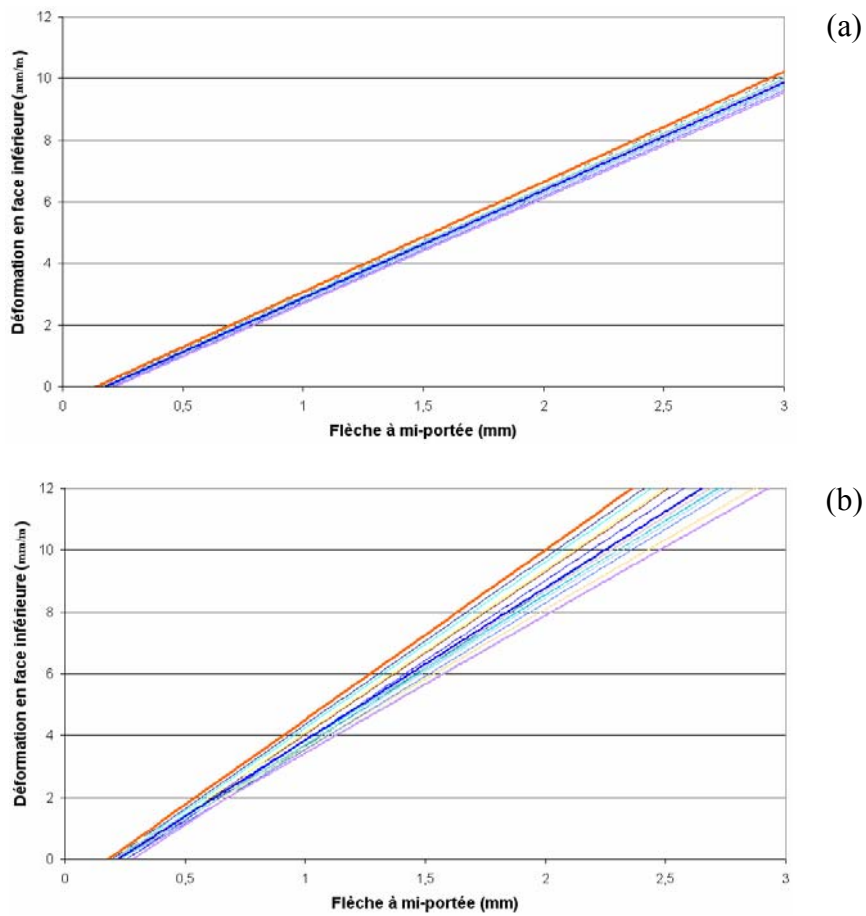 (a)
Déformation en face inférieure (mm/m)
12
10
8
6
4
2
0
0 0,5 1 1,5 2 2,5 3
Flèche à mi-portée (mm)
(b)
Déformation en face inférieure (mm/m)
12
10
8
6
4
2
0
0 0,5 1 1,5 2 2,5 3
Flèche à mi-portée (mm)